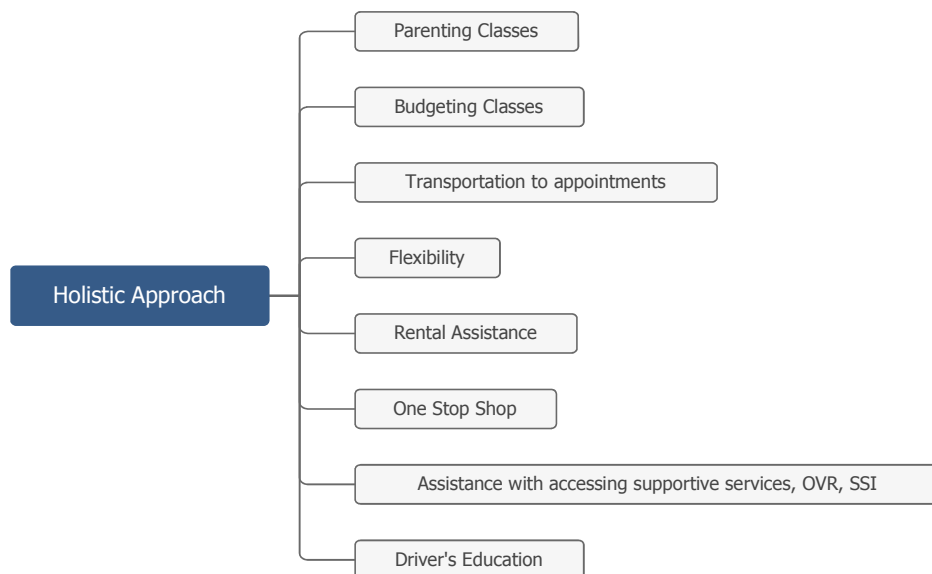 Parenting Classes
Budgeting Classes
Transportation to appointments
Flexibility
Holistic Approach
Rental Assistance
One Stop Shop
Assistance with accessing supportive services, OVR, SSI
Driver's Education